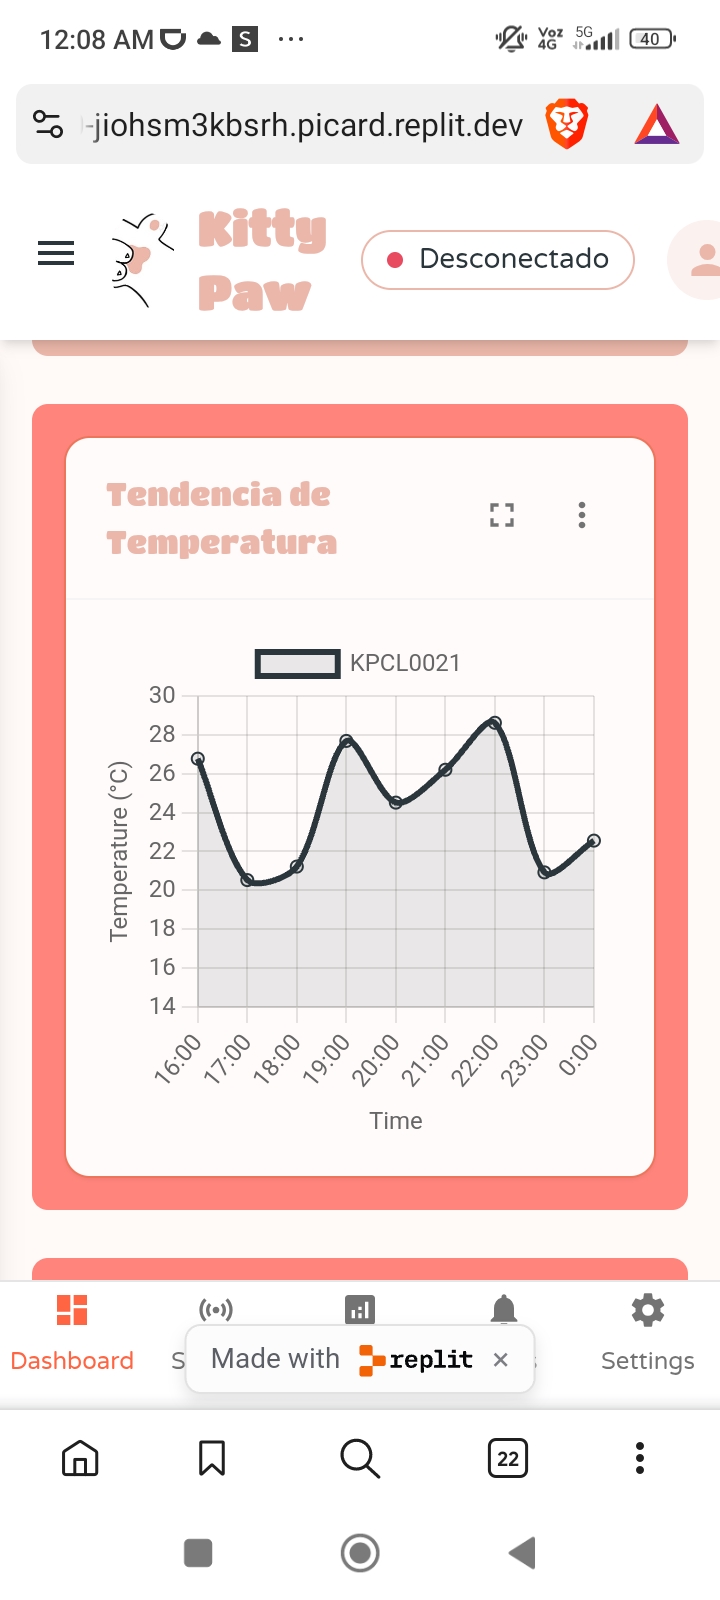 12:08 AM S ... Voz 4G 5G 40
-jiohsm3kbsrh.picard.replit.dev
Kitty
Paw
Desconectado
Tendencia de
Temperatura
KPCL0021
30
28
26
24
22
20
18
16
14
Temperature (°C)
16:00 17:00 18:00 19:00 20:00 21:00 22:00 23:00 0:00
Time
Dashboard S Settings
Made with replit ×
22